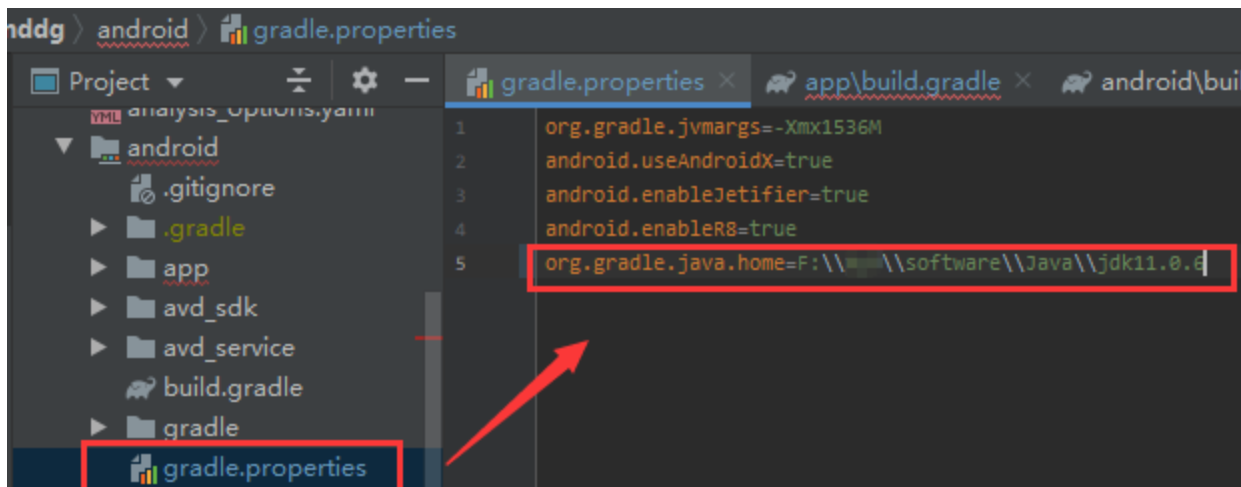 nddg 〉 android 〉 gradle.properties
Project
gradle.properties × app\build.gradle × android\bui
YML analysis_options.yaml
android
.gitignore
.gradle
app
avd_sdk
avd_service
build.gradle
gradle
gradle.properties
1 org.gradle.jvmargs=-Xmx1536M
2 android.useAndroidX=true
3 android.enableJetifier=true
4 android.enableR8=true
5 org.gradle.java.home=F:\\ \\software\\Java\\jdk11.0.6